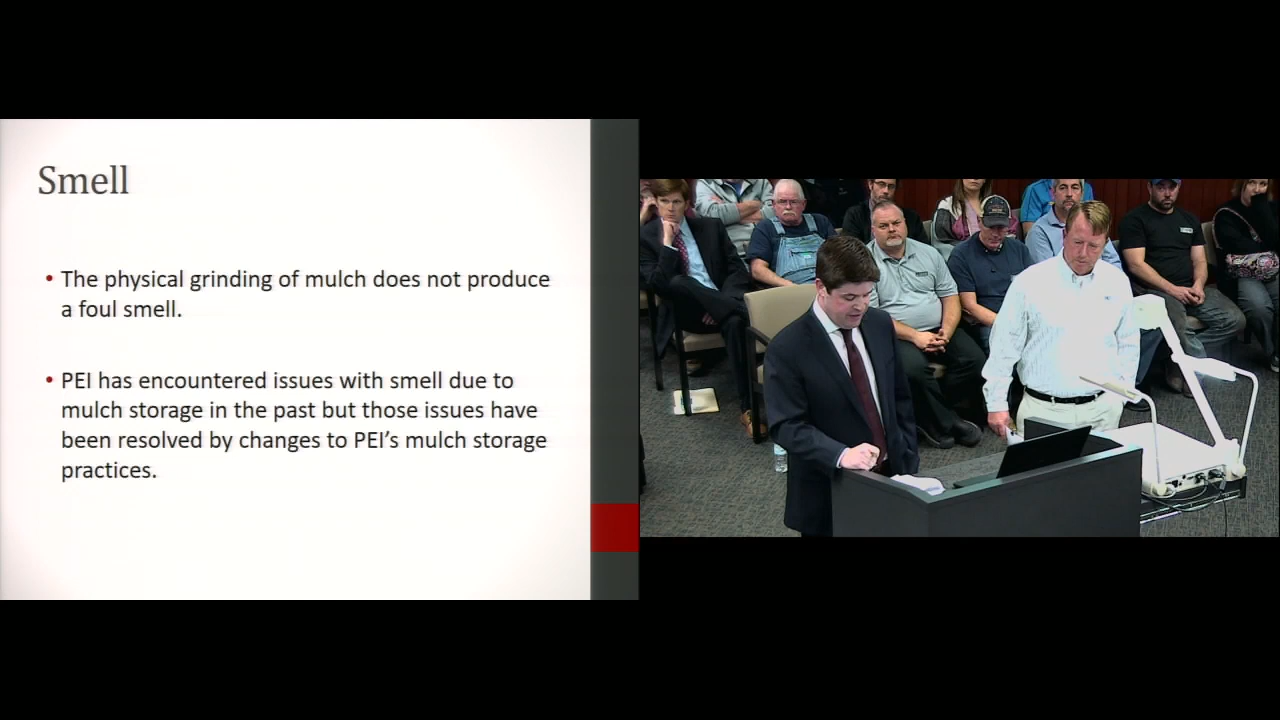 Smell
• The physical grinding of mulch does not produce
a foul smell.
• PEI has encountered issues with smell due to
mulch storage in the past but those issues have
been resolved by changes to PEI’s mulch storage
practices.